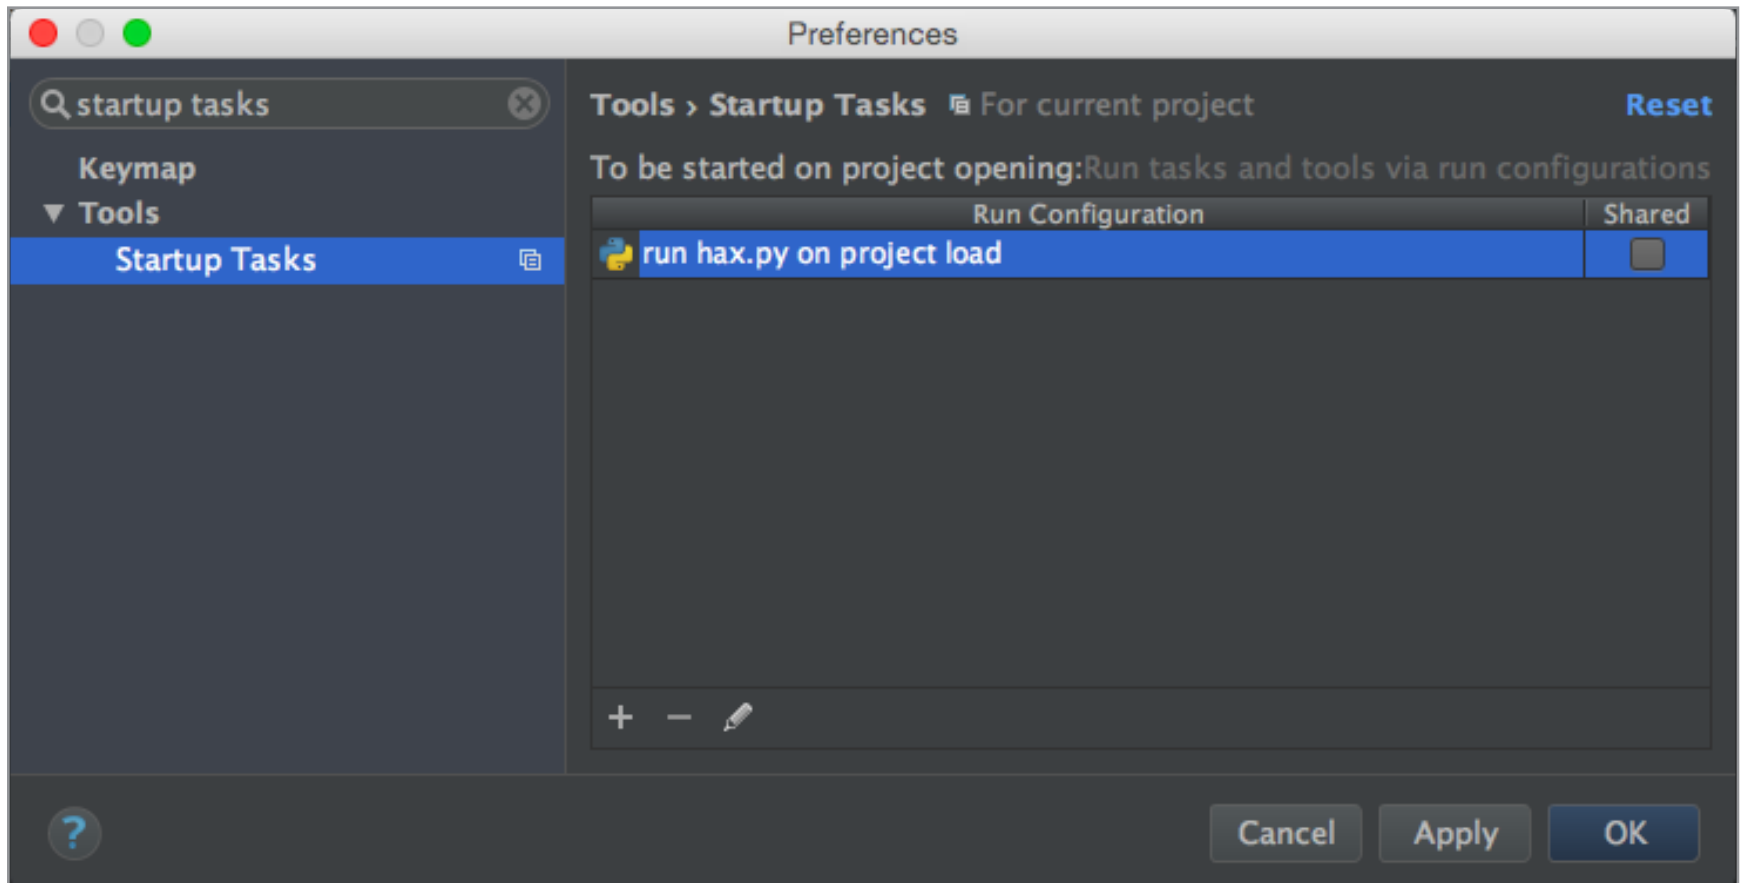 Preferences
startup tasks
Keymap
Tools
Startup Tasks
Tools › Startup Tasks For current project Reset
To be started on project opening:Run tasks and tools via run configurations
Run Configuration Shared
run hax.py on project load
?
Cancel Apply OK